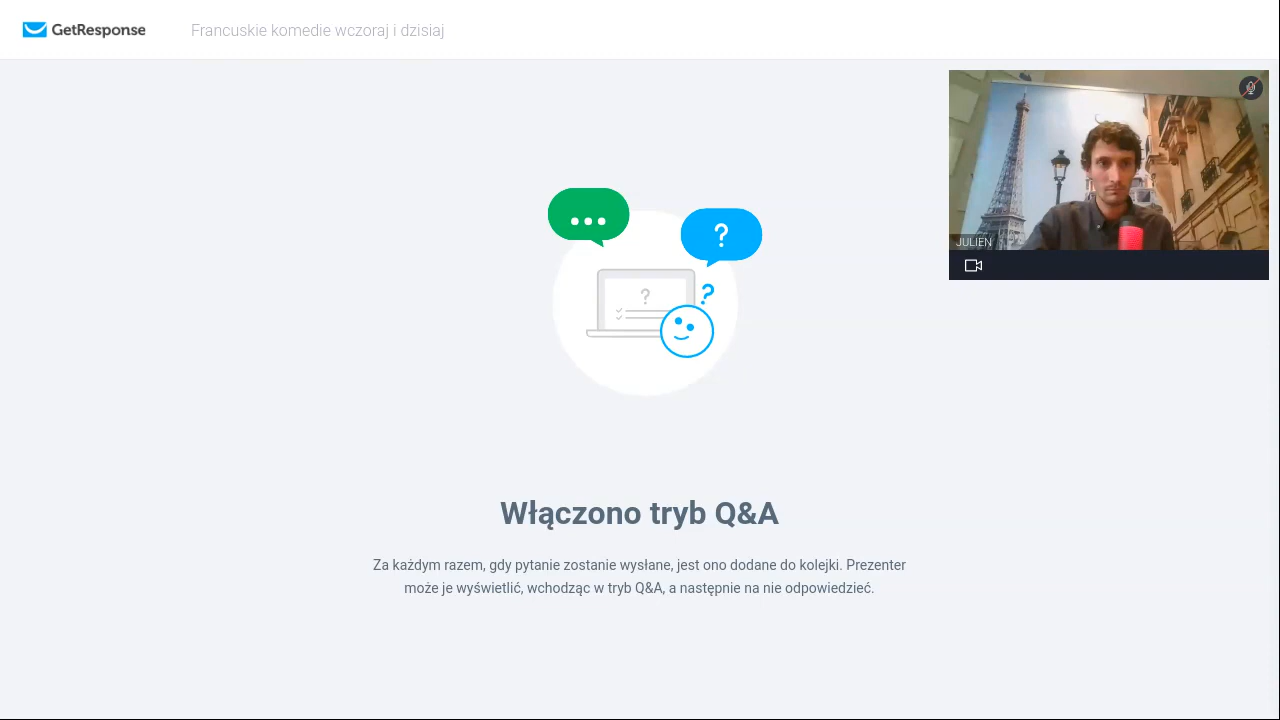 GetResponse
Francuskie komedie wczoraj i dzisiaj
JULIEN
?
?
?
Włączono tryb Q&A
Za każdym razem, gdy pytanie zostanie wysłane, jest ono dodane do kolejki. Prezenter
może je wyświetlić, wchodząc w tryb Q&A, a następnie na nie odpowiedzieć.